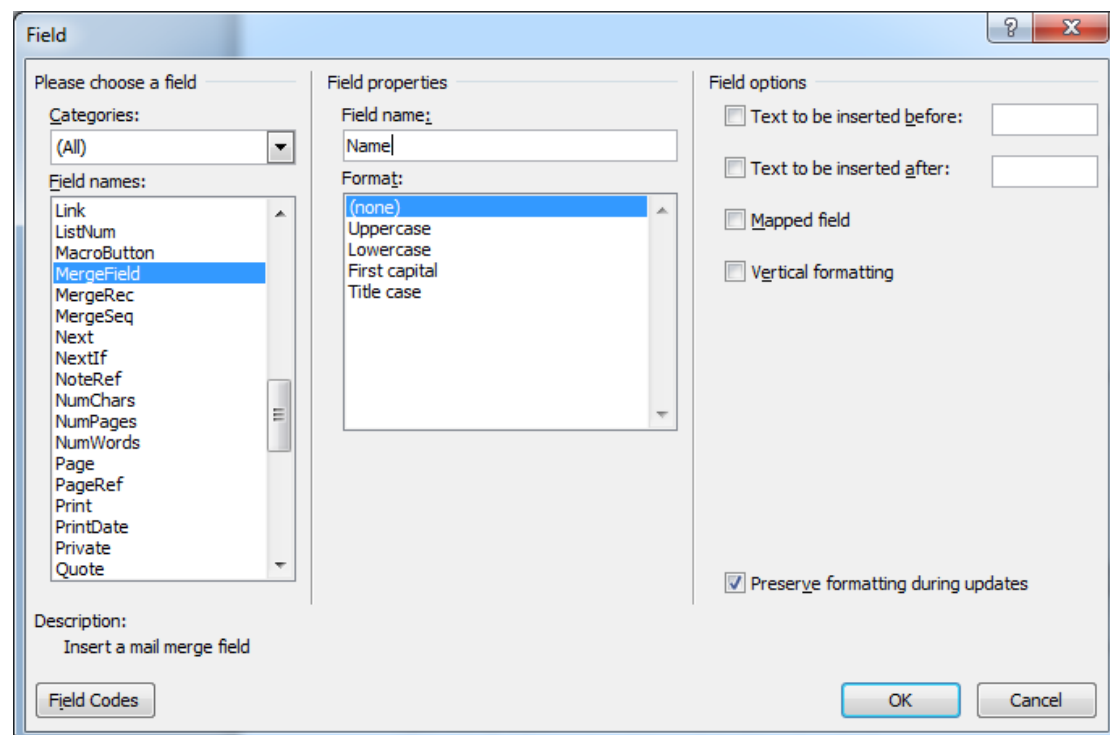 Field
Please choose a field
Categories:
(All)
Field names:
Link
ListNum
MacroButton
MergeField
MergeRec
MergeSeq
Next
NextIf
NoteRef
NumChars
NumPages
NumWords
Page
PageRef
Print
PrintDate
Private
Quote
Field properties
Field name:
Name
Format:
(none)
Uppercase
Lowercase
First capital
Title case
Field options
Text to be inserted before:
Text to be inserted after:
Mapped field
Vertical formatting
Preserve formatting during updates
Description:
Insert a mail merge field
Field Codes
OK
Cancel